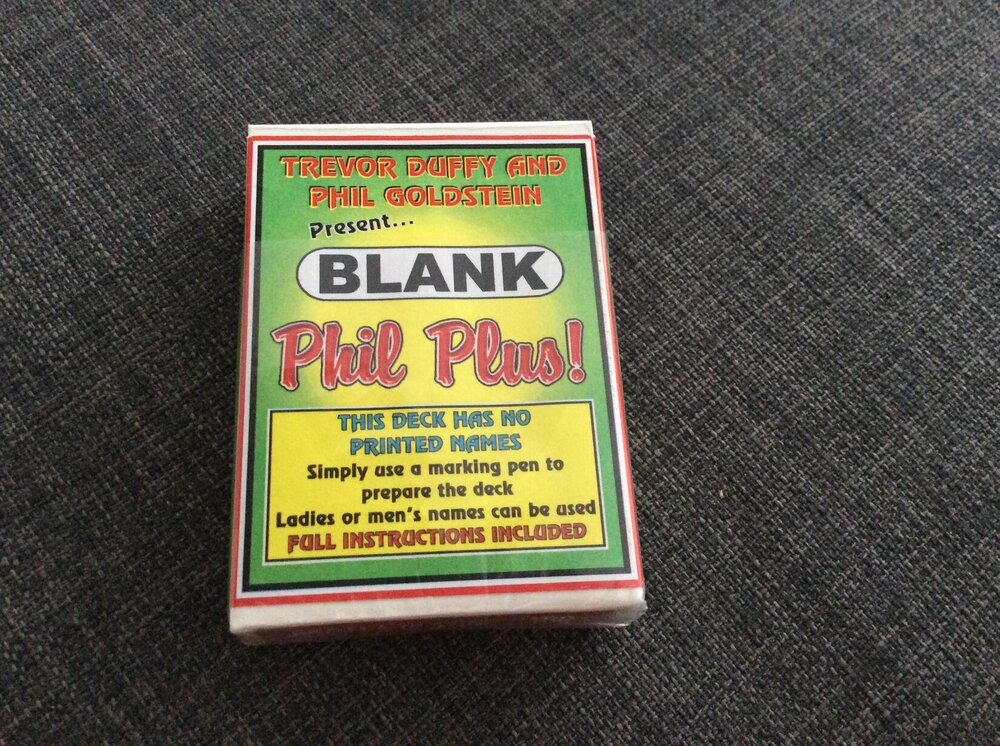 TREVOR DUFFY AND
PHIL GOLDSTEIN
Present...
BLANK
Phil Plus!
THIS DECK HAS NO
PRINTED NAMES
Simply use a marking pen to
prepare the deck
Ladies or men's names can be used
FULL INSTRUCTIONS INCLUDED